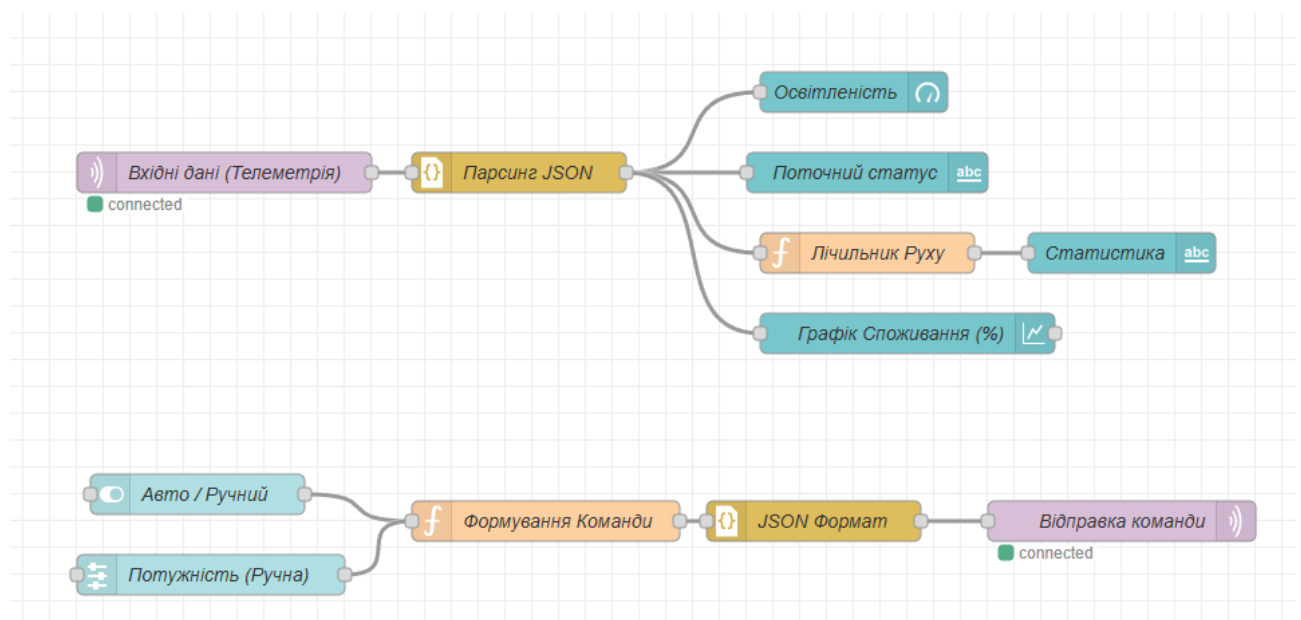 Освітленість
Вхідні дані (Телеметрія)
connected
Парсинг JSON
Поточний статус
abc
Лічильник Руху
Статистика
abc
Графік Споживання (%)
Авто / Ручний
Потужність (Ручна)
Формування Команди
JSON Формат
Відправка команди
connected